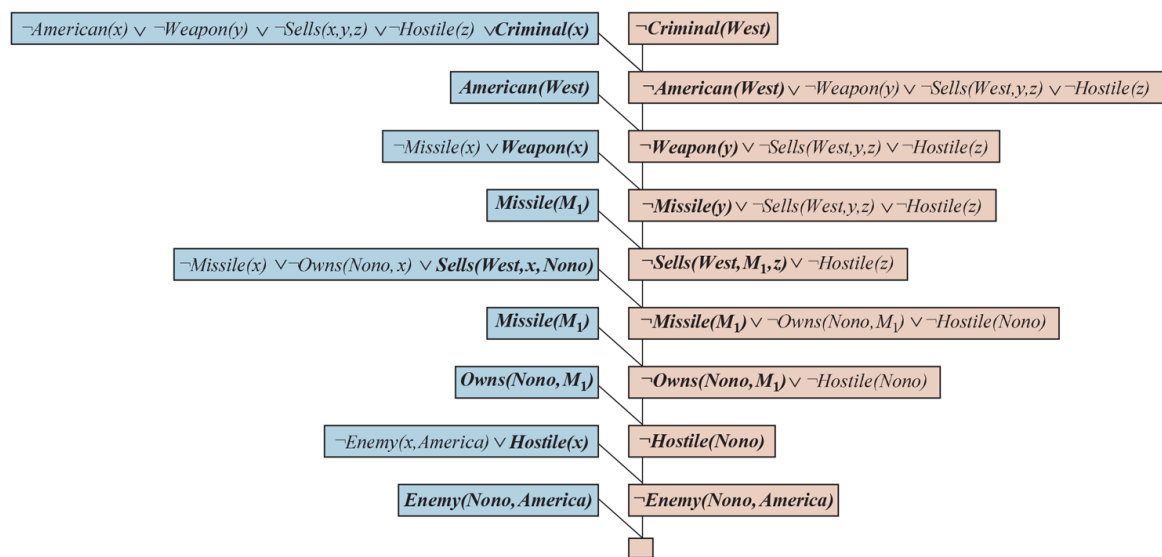 ¬American(x) ∨ ¬Weapon(y) ∨ ¬Sells(x,y,z) ∨ ¬Hostile(z) ∨ Criminal(x)
¬Criminal(West)
American(West)
¬American(West) ∨ ¬Weapon(y) ∨ ¬Sells(West,y,z) ∨ ¬Hostile(z)
¬Missile(x) ∨ Weapon(x)
¬Weapon(y) ∨ ¬Sells(West,y,z) ∨ ¬Hostile(z)
Missile(M₁)
¬Missile(y) ∨ ¬Sells(West,y,z) ∨ ¬Hostile(z)
¬Missile(x) ∨ ¬Owns(Nono,x) ∨ Sells(West,x,Nono)
¬Sells(West,M₁,z) ∨ ¬Hostile(z)
Missile(M₁)
¬Missile(M₁) ∨ ¬Owns(Nono,M₁) ∨ ¬Hostile(Nono)
Owns(Nono,M₁)
¬Owns(Nono,M₁) ∨ ¬Hostile(Nono)
¬Enemy(x,America) ∨ Hostile(x)
¬Hostile(Nono)
Enemy(Nono,America)
¬Enemy(Nono,America)